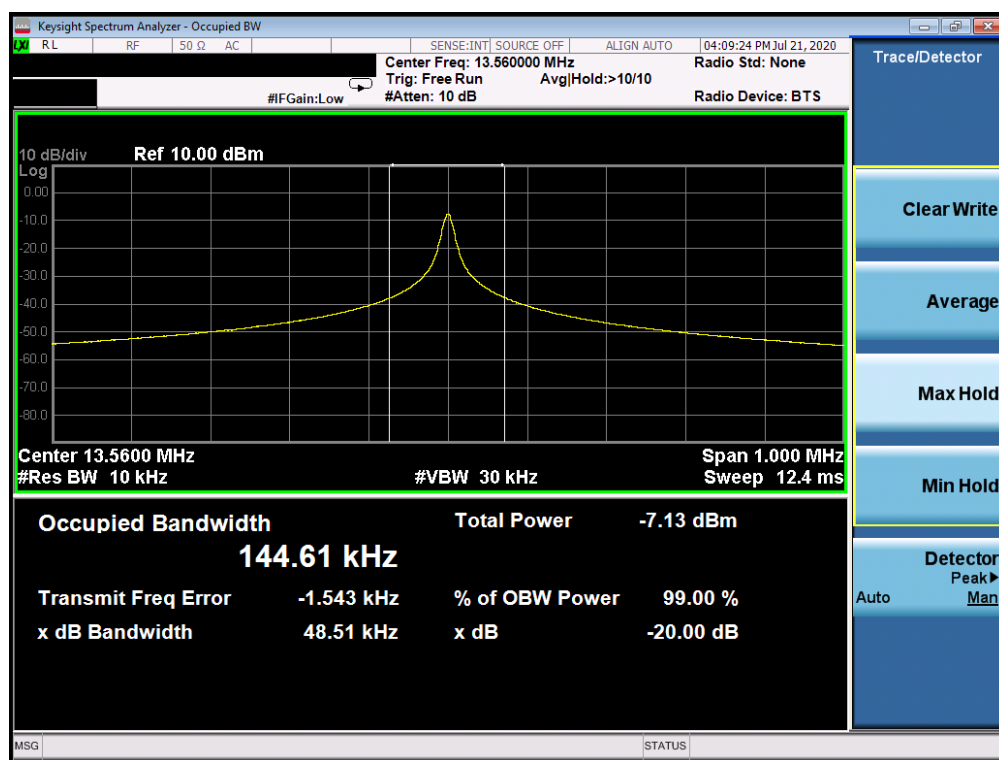 Keysight Spectrum Analyzer - Occupied BW
LXI RL RF 50 Ω AC SENSE:INT SOURCE OFF ALIGN AUTO 04:09:24 PM Jul 21, 2020
Center Freq: 13.560000 MHz Radio Std: None
Trig: Free Run Avg|Hold:>10/10
#IFGain:Low #Atten: 10 dB Radio Device: BTS
10 dB/div Ref 10.00 dBm
Log
0.00
-10.0
-20.0
-30.0
-40.0
-50.0
-60.0
-70.0
-80.0
Center 13.5600 MHz Span 1.000 MHz
#Res BW 10 kHz #VBW 30 kHz Sweep 12.4 ms
Occupied Bandwidth Total Power -7.13 dBm
144.61 kHz
Transmit Freq Error -1.543 kHz % of OBW Power 99.00 %
x dB Bandwidth 48.51 kHz x dB -20.00 dB
MSG STATUS
Trace/Detector
Clear Write
Average
Max Hold
Min Hold
Detector
Peak▶
Auto Man